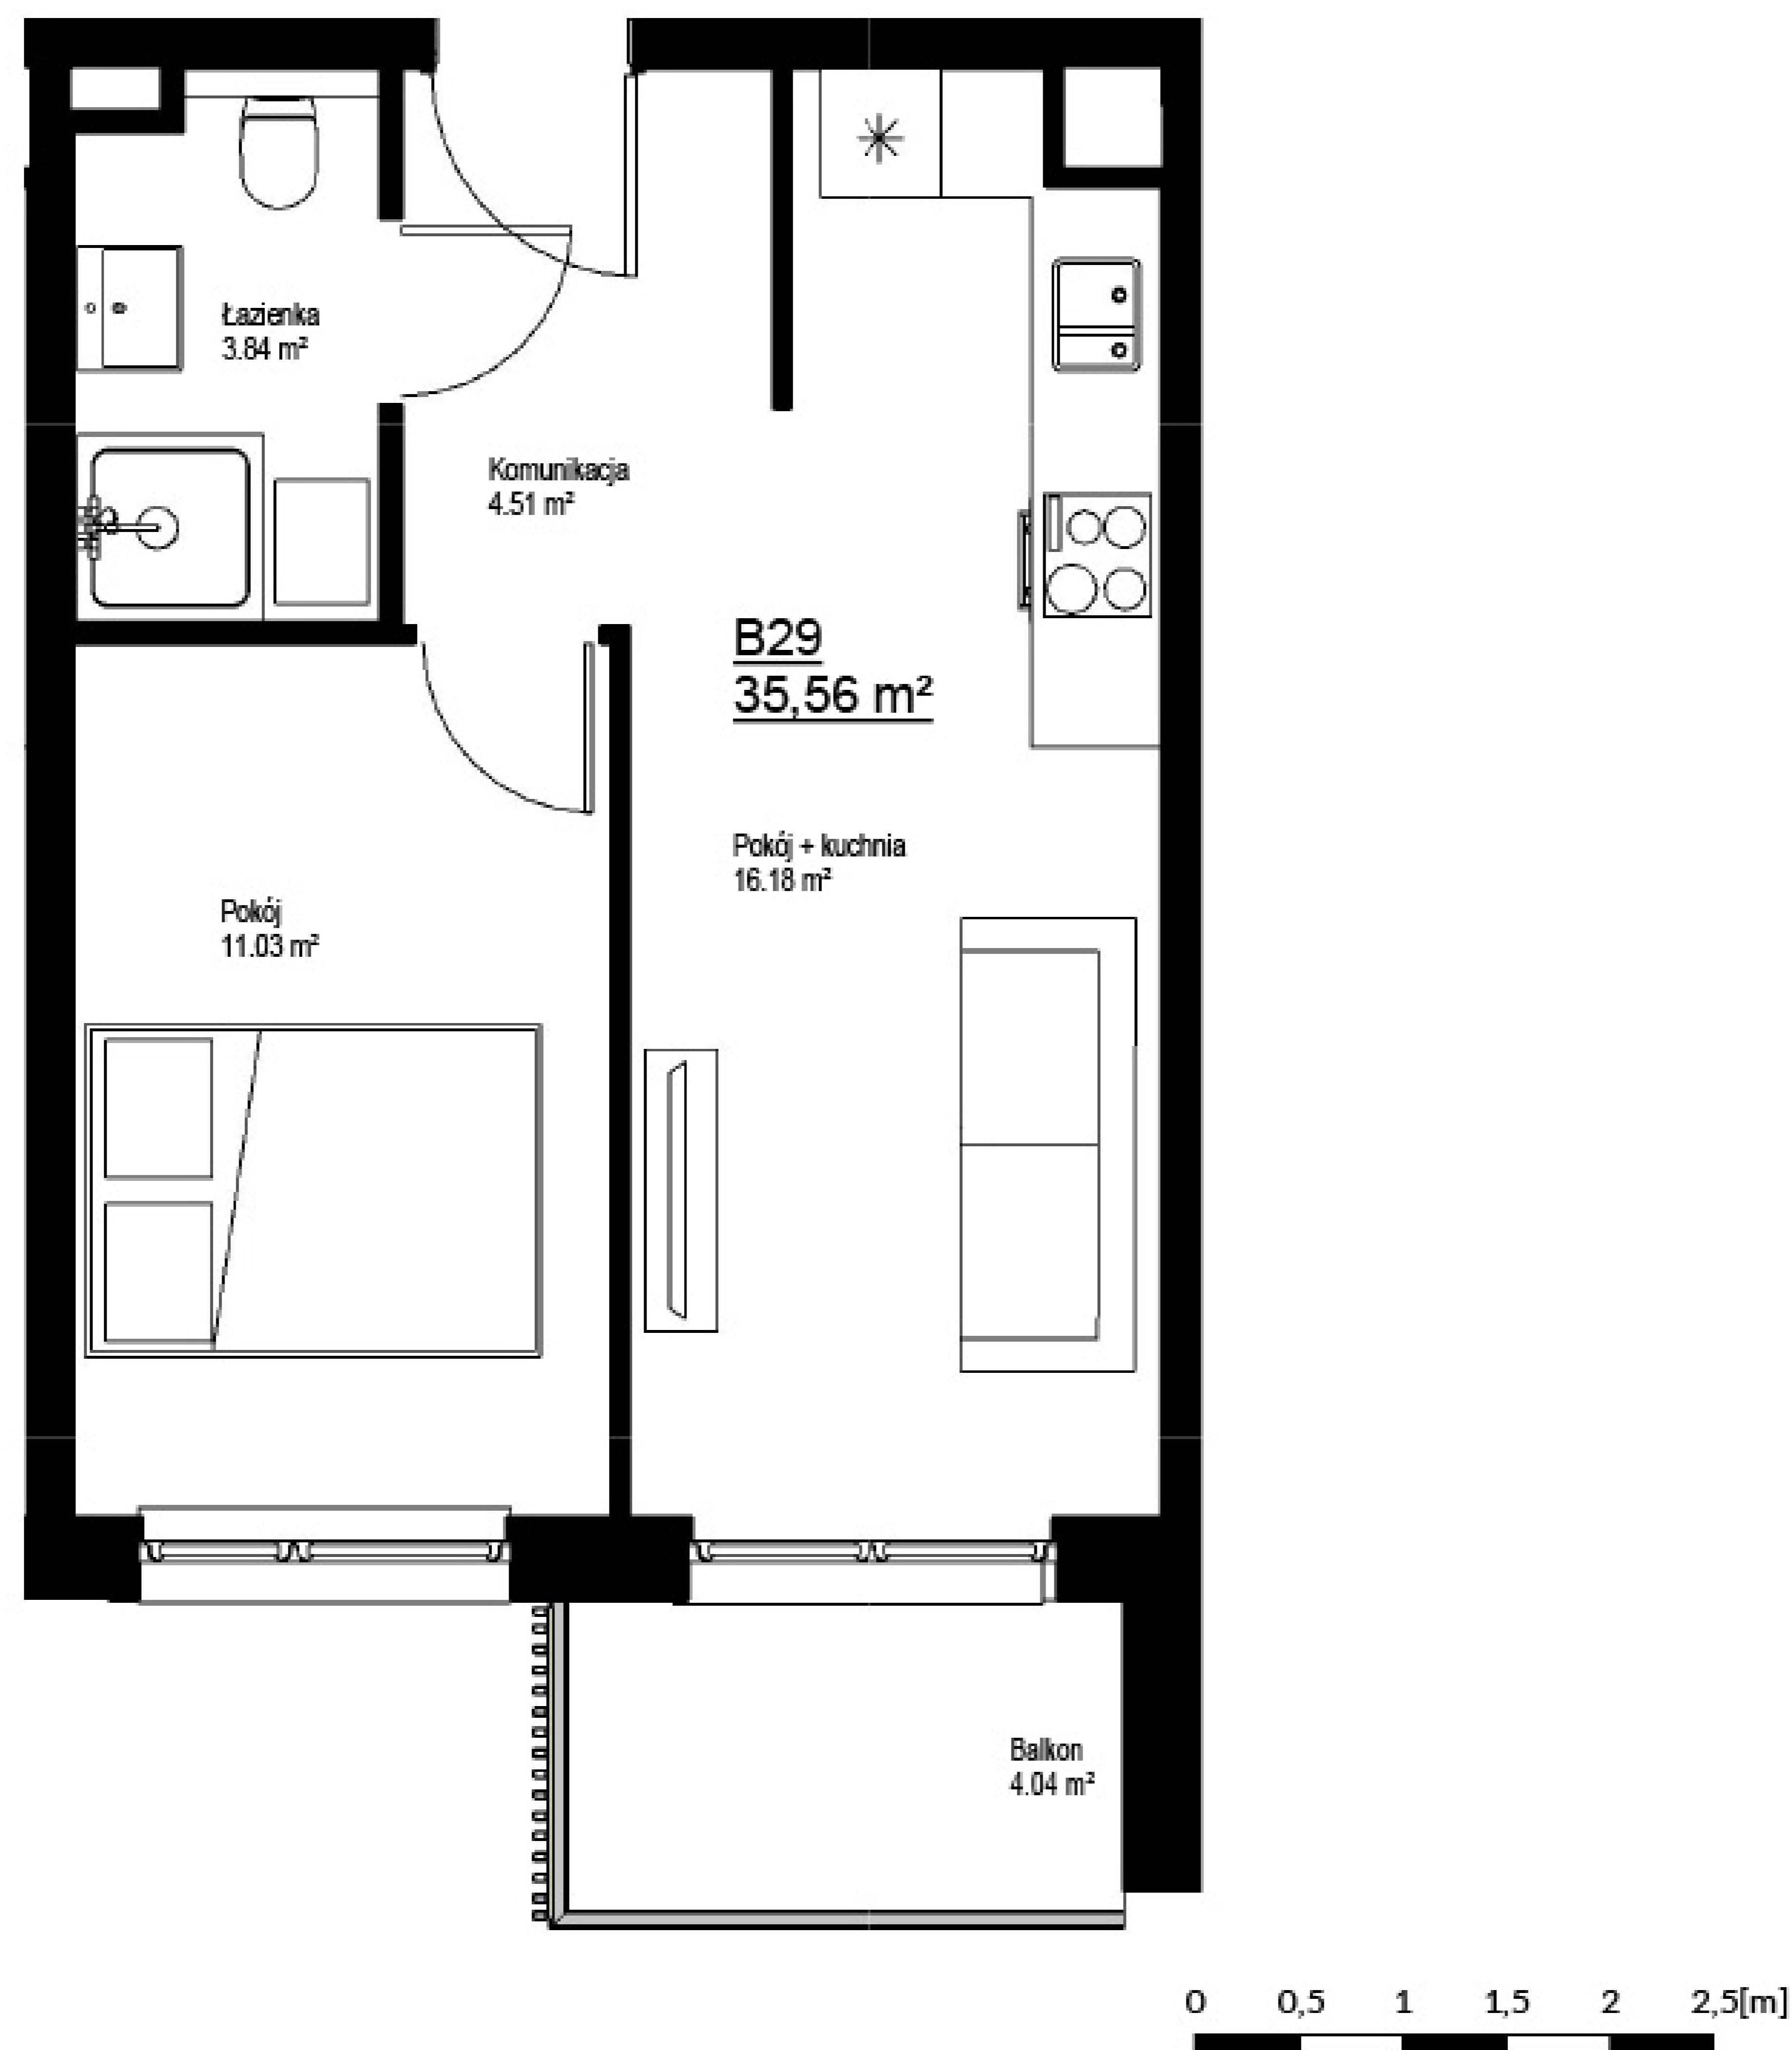 Łazienka
3.84 m²
Komunikacja
4.51 m²
B29
35,56 m²
Pokój + kuchnia
16.18 m²
Pokój
11.03 m²
Balkon
4.04 m²
0 0,5 1 1,5 2 2,5[m]